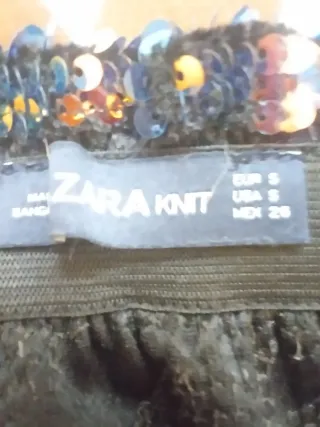 ZARA KNIT
EUR S
USA S
MEX 26